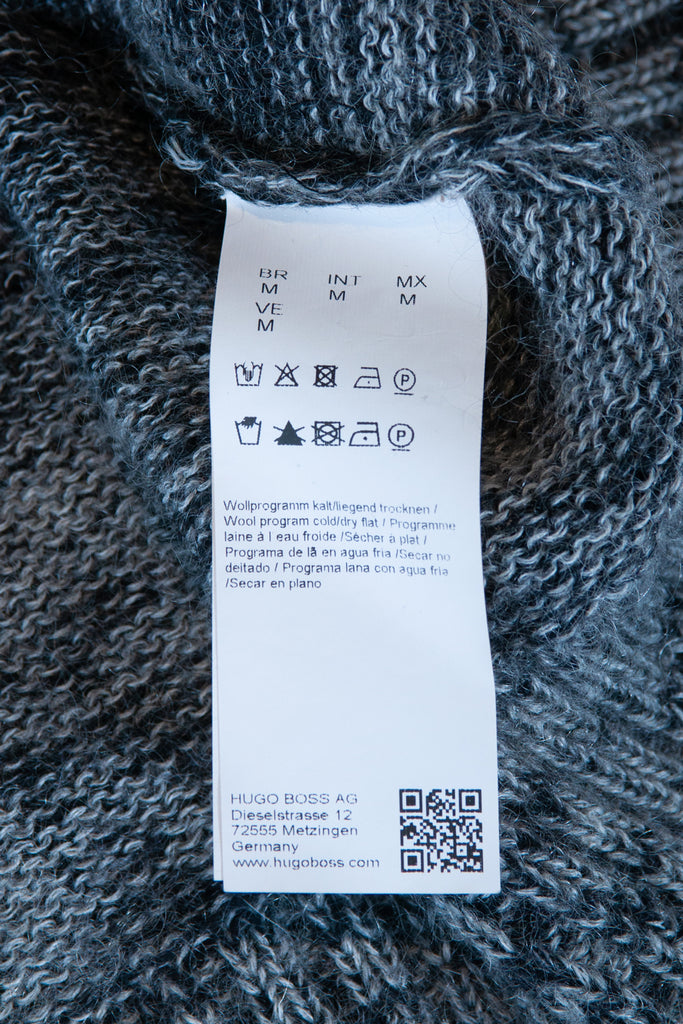 BR INT MX
M M M
VE
M
P
P
Wollprogramm kalt/liegend trocknen /
Wool program cold/dry flat / Programme
laine à l eau froide /Sécher à plat /
Programa de lã en agua fria /Secar no
deitado / Programa lana con agua fria
/Secar en plano
HUGO BOSS AG
Dieselstrasse 12
72555 Metzingen
Germany
www.hugoboss.com